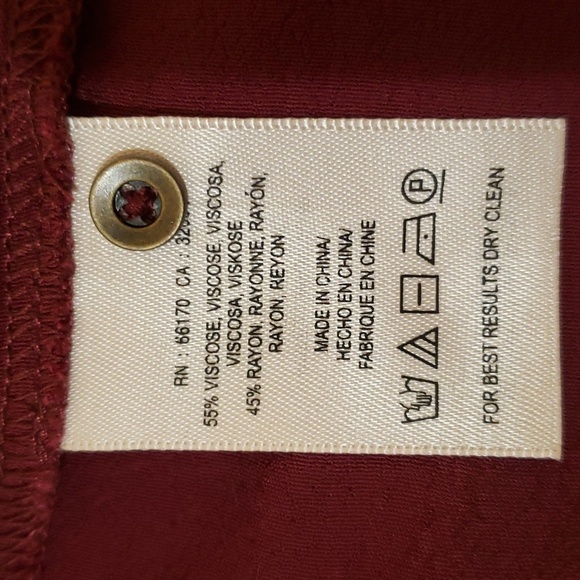 RN : 66170 CA :
55% VISCOSE, VISCOSE, VISCOSA,
VISCOSA, VISKOSE
45% RAYON, RAYONNE, RAYÓN,
RAYON, REYON
MADE IN CHINA/
HECHO EN CHINA/
FABRIQUE EN CHINE
P
FOR BEST RESULTS DRY CLEAN